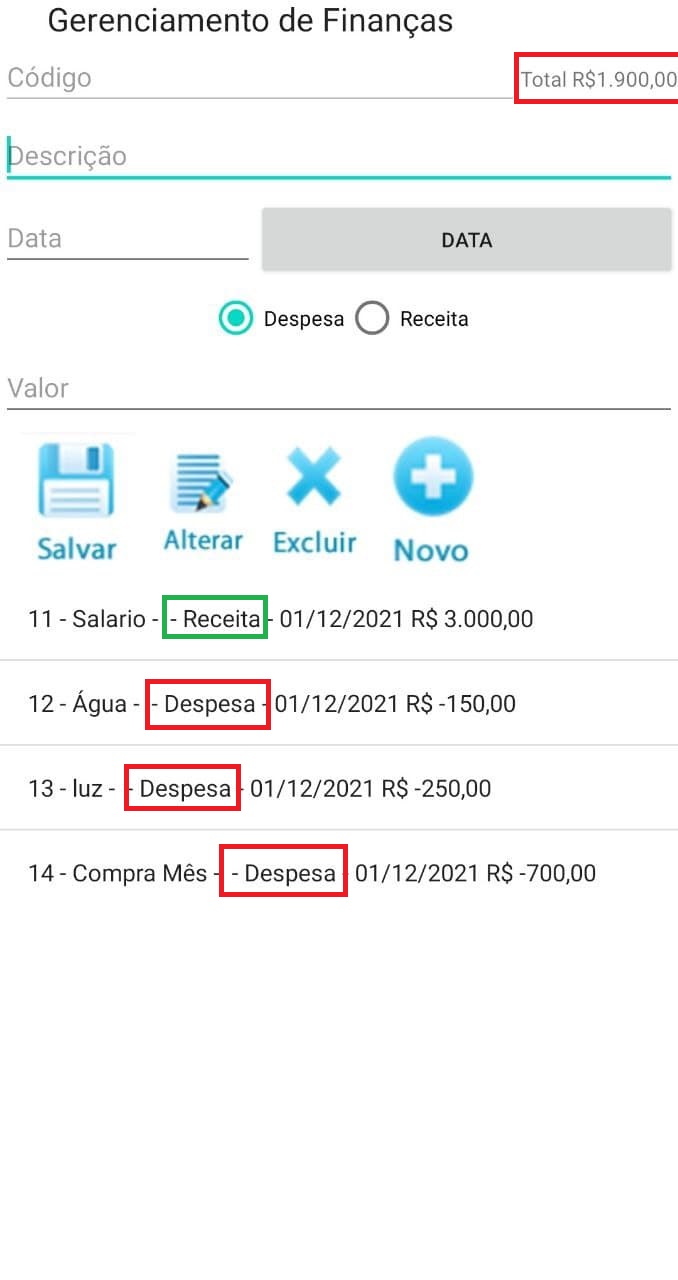 Gerenciamento de Finanças
Código Total R$1.900,00
Descrição
Data DATA
Despesa Receita
Valor
Salvar Alterar Excluir Novo
11 - Salario - - Receita - 01/12/2021 R$ 3.000,00
12 - Água - - Despesa - 01/12/2021 R$ -150,00
13 - luz - - Despesa - 01/12/2021 R$ -250,00
14 - Compra Mês - - Despesa - 01/12/2021 R$ -700,00